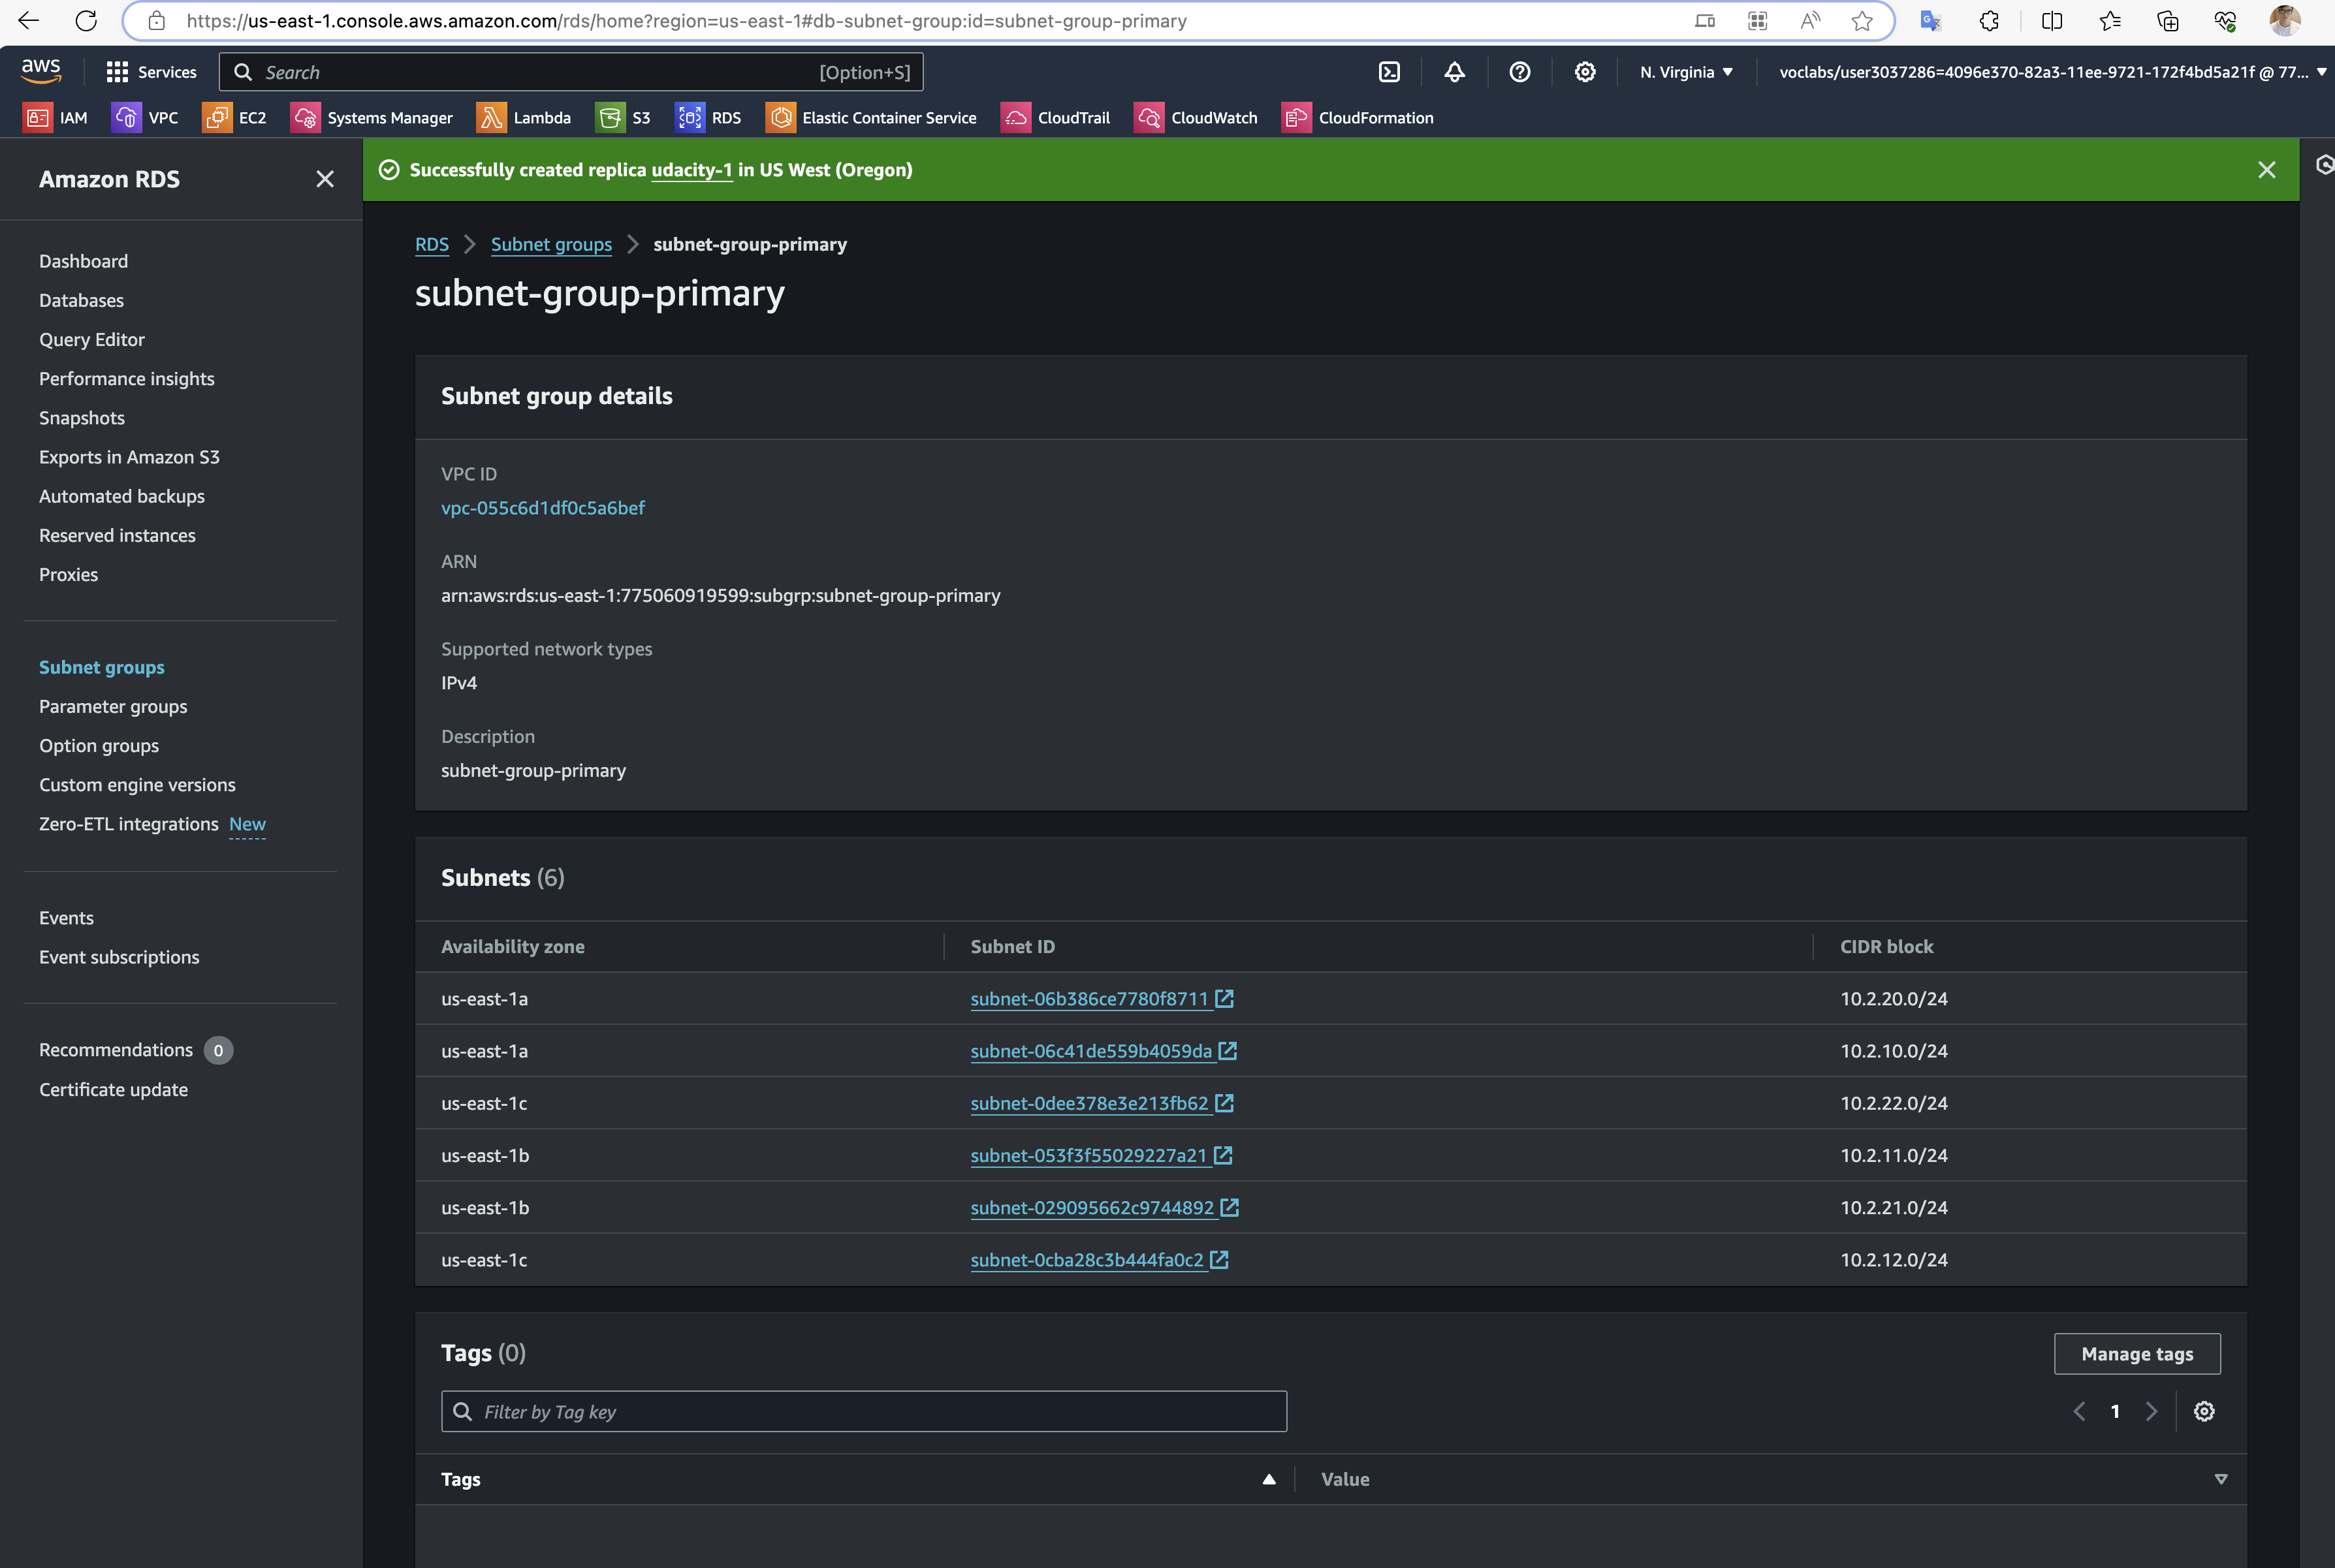 https://us-east-1.console.aws.amazon.com/rds/home?region=us-east-1#db-subnet-group:id=subnet-group-primary
aws Services Search [Option+S] N. Virginia voclabs/user3037286=4096e370-82a3-11ee-9721-172f4bd5a21f @ 77...
IAM VPC EC2 Systems Manager Lambda S3 RDS Elastic Container Service CloudTrail CloudWatch CloudFormation
Amazon RDS
Dashboard
Databases
Query Editor
Performance insights
Snapshots
Exports in Amazon S3
Automated backups
Reserved instances
Proxies
Subnet groups
Parameter groups
Option groups
Custom engine versions
Zero-ETL integrations New
Events
Event subscriptions
Recommendations 0
Certificate update
Successfully created replica udacity-1 in US West (Oregon)
RDS > Subnet groups > subnet-group-primary
subnet-group-primary
Subnet group details
VPC ID
vpc-055c6d1df0c5a6bef
ARN
arn:aws:rds:us-east-1:775060919599:subgrp:subnet-group-primary
Supported network types
IPv4
Description
subnet-group-primary
Subnets (6)
Availability zone Subnet ID CIDR block
us-east-1a subnet-06b386ce7780f8711 10.2.20.0/24
us-east-1a subnet-06c41de559b4059da 10.2.10.0/24
us-east-1c subnet-0dee378e3e213fb62 10.2.22.0/24
us-east-1b subnet-053f3f55029227a21 10.2.11.0/24
us-east-1b subnet-029095662c9744892 10.2.21.0/24
us-east-1c subnet-0cba28c3b444fa0c2 10.2.12.0/24
Tags (0)
Manage tags
Filter by Tag key
1
Tags Value